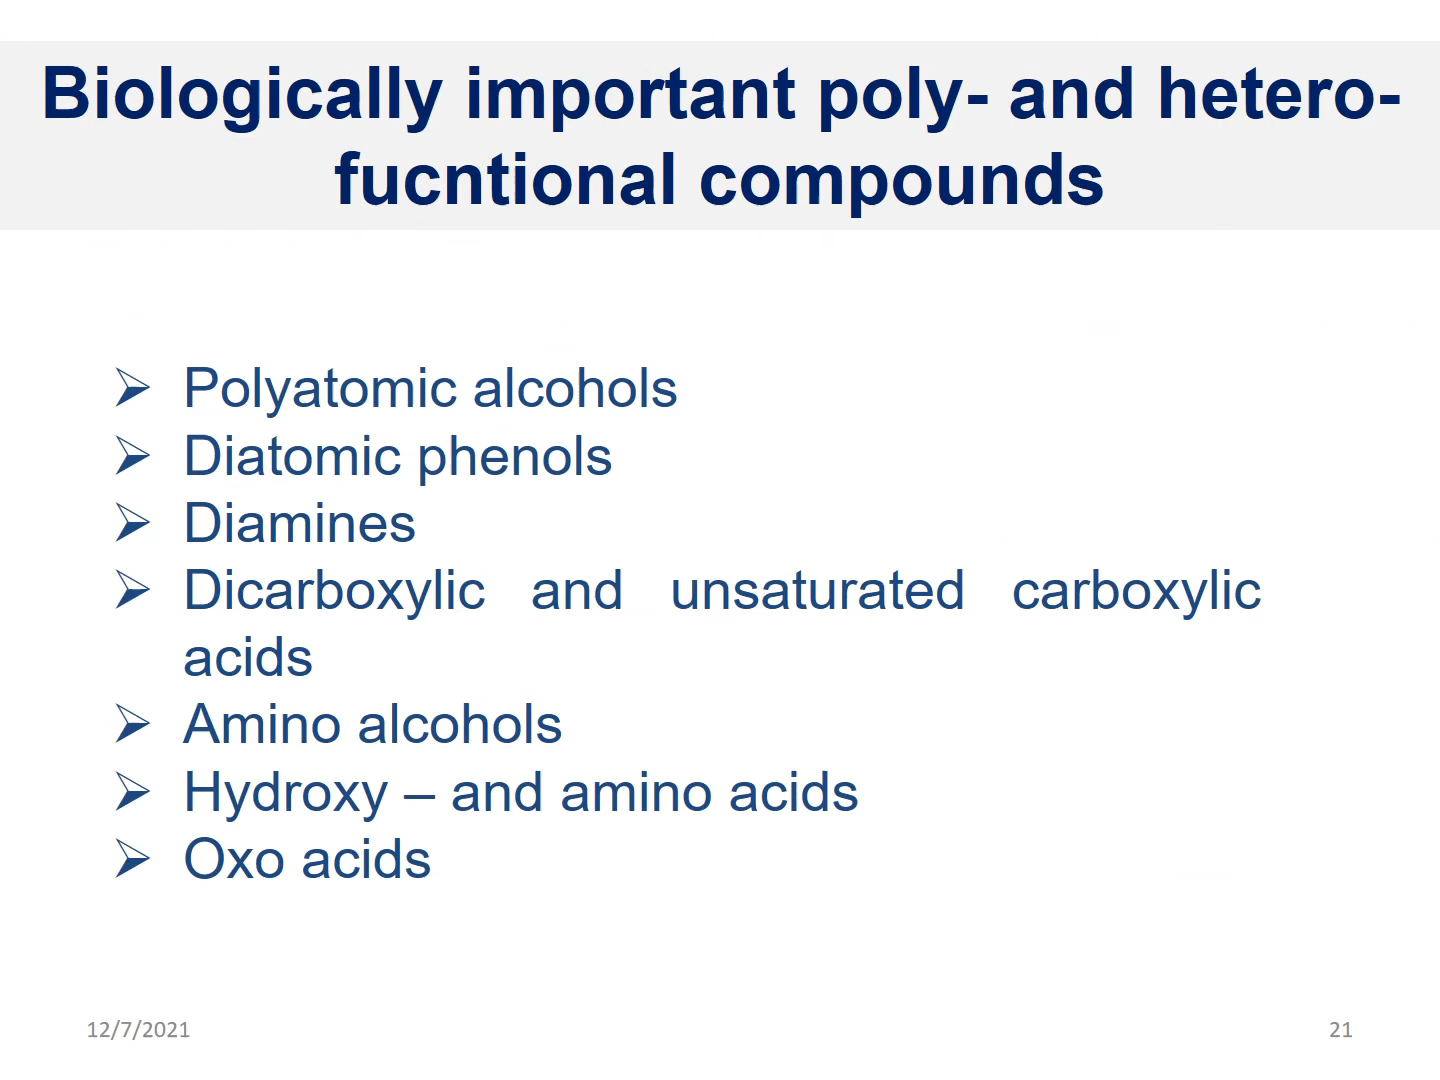 Biologically important poly- and hetero-
fucntional compounds
➢ Polyatomic alcohols
➢ Diatomic phenols
➢ Diamines
➢ Dicarboxylic and unsaturated carboxylic
acids
➢ Amino alcohols
➢ Hydroxy – and amino acids
➢ Oxo acids
12/7/2021
21